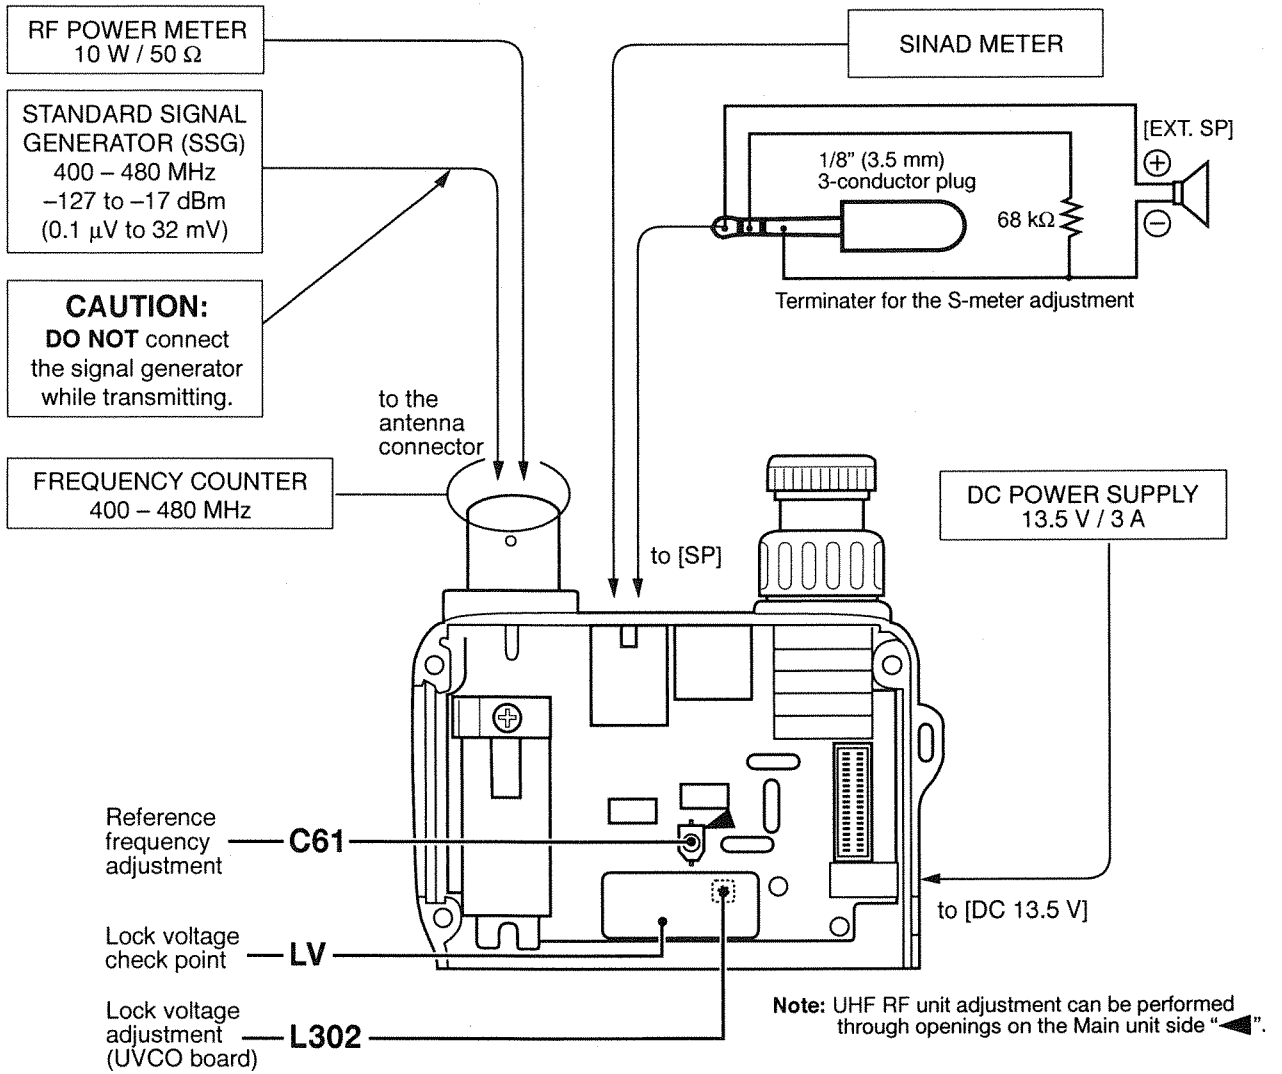 RF POWER METER
10 W / 50 Ω
STANDARD SIGNAL
GENERATOR (SSG)
400 – 480 MHz
–127 to –17 dBm
(0.1 μV to 32 mV)
CAUTION:
DO NOT connect
the signal generator
while transmitting.
FREQUENCY COUNTER
400 – 480 MHz
to the
antenna
connector
SINAD METER
[EXT. SP]
+
–
1/8” (3.5 mm)
3-conductor plug
68 kΩ
Terminater for the S-meter adjustment
to [SP]
DC POWER SUPPLY
13.5 V / 3 A
to [DC 13.5 V]
Reference
frequency
adjustment
C61
Lock voltage
check point
LV
Lock voltage
adjustment
(UVCO board)
L302
Note: UHF RF unit adjustment can be performed
through openings on the Main unit side “◀”.